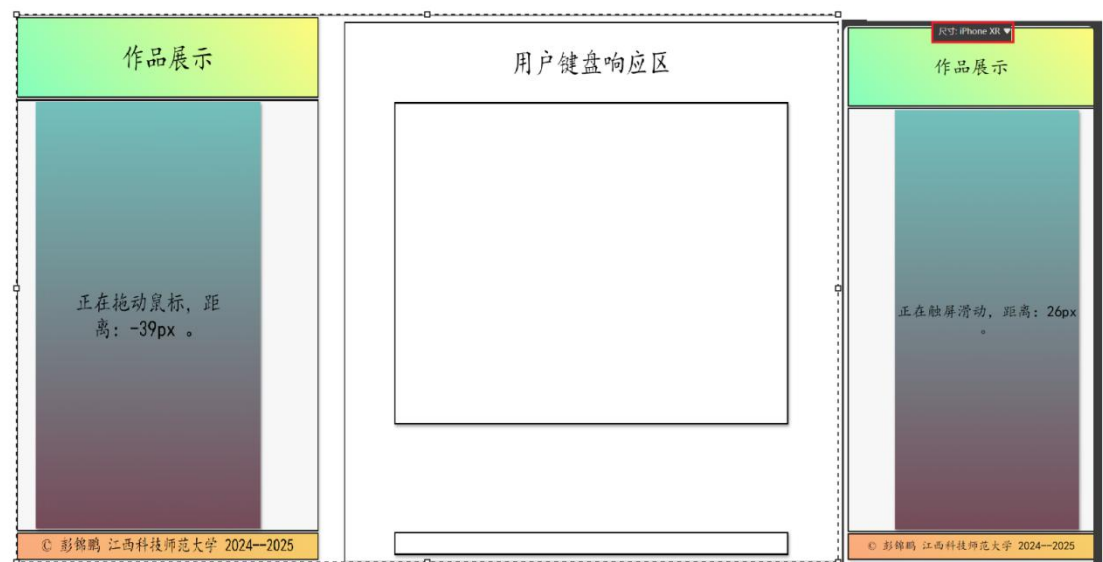 作品展示
正在拖动鼠标，距
离：-39px 。
© 彭锦鹏 江西科技师范大学 2024--2025
用户键盘响应区
尺寸: iPhone XR ▼
作品展示
正在触屏滑动，距离：26px
。
© 彭锦鹏 江西科技师范大学 2024--2025